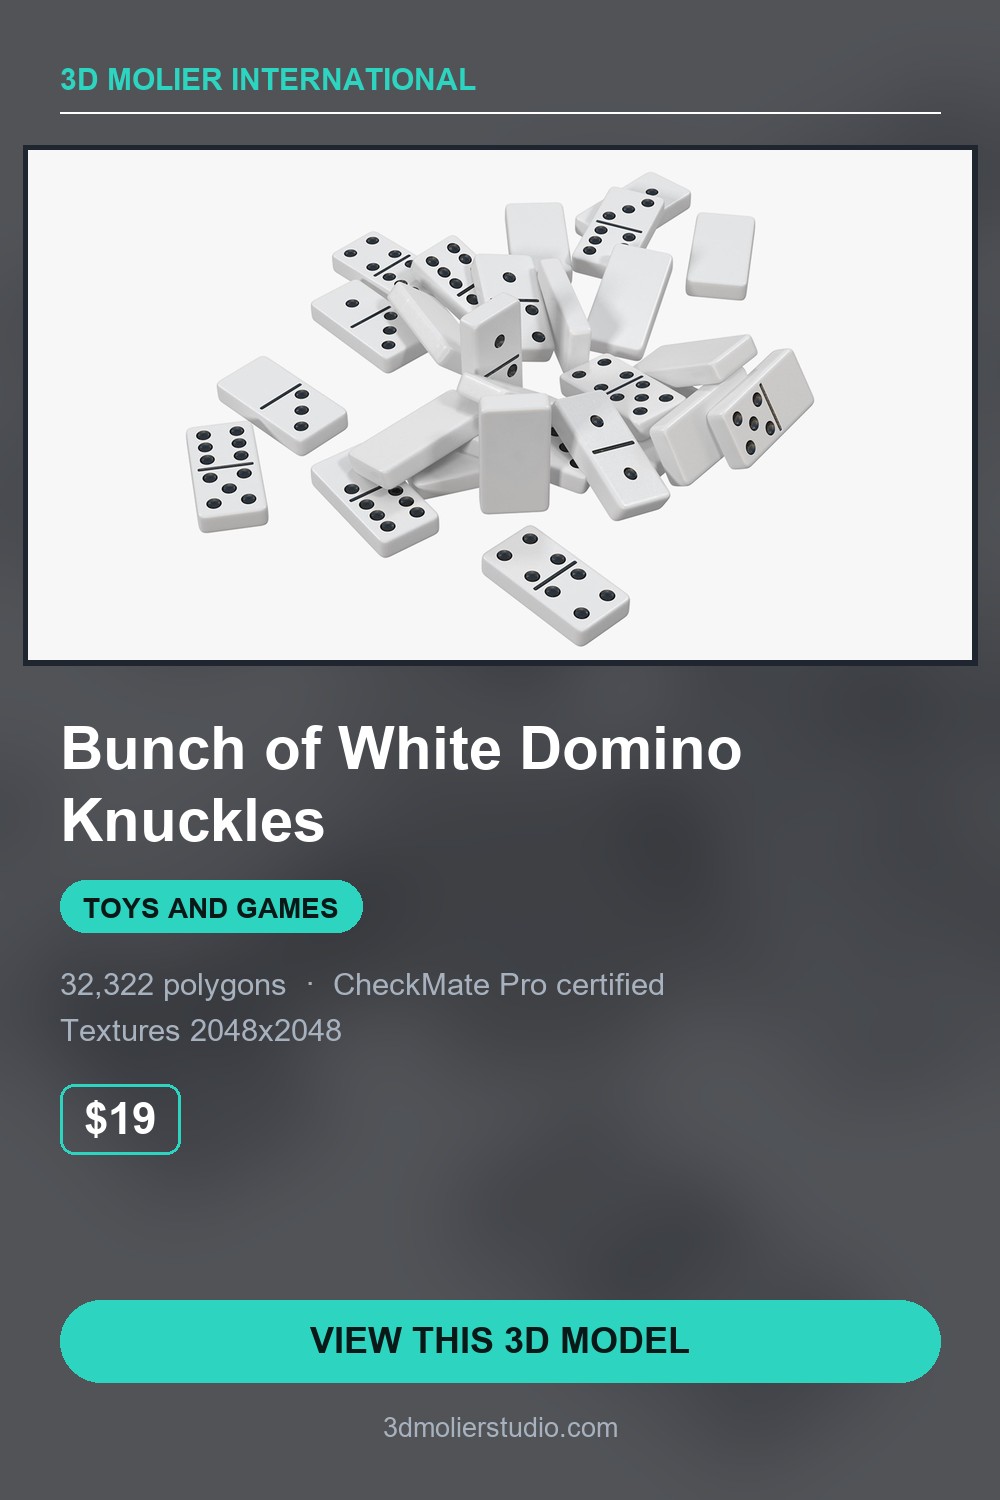 3D MOLIER INTERNATIONAL
Bunch of White Domino
Knuckles
TOYS AND GAMES
32,322 polygons · CheckMate Pro certified
Textures 2048x2048
$19
VIEW THIS 3D MODEL
3dmolierstudio.com